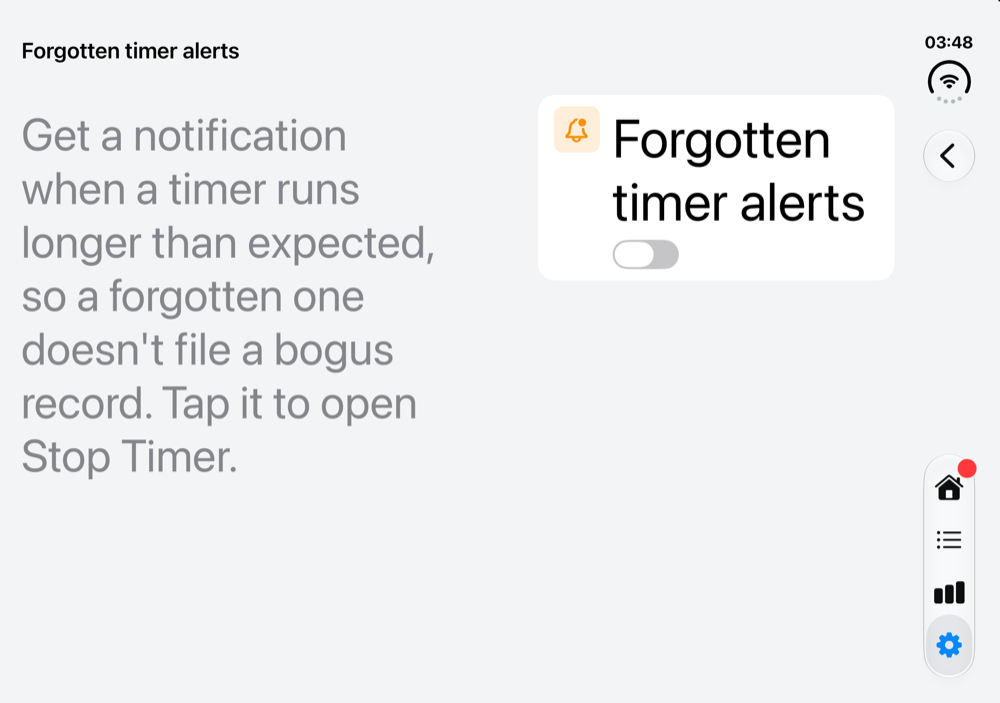 Forgotten timer alerts
03:48
Get a notification
when a timer runs
longer than expected,
so a forgotten one
doesn't file a bogus
record. Tap it to open
Stop Timer.
Forgotten
timer alerts